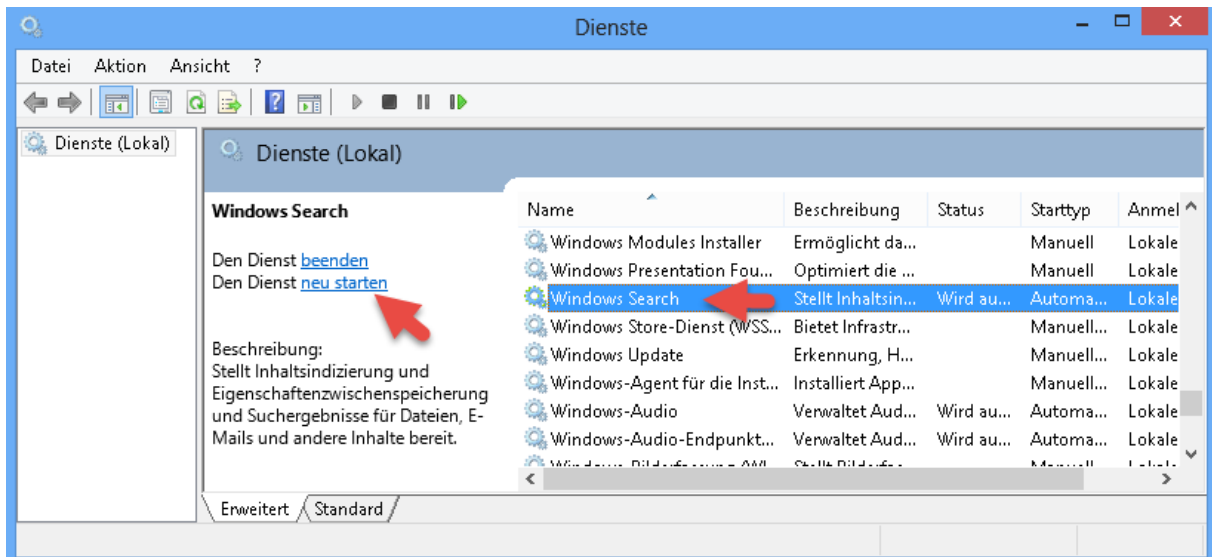 Dienste
Datei Aktion Ansicht ?
Dienste (Lokal)
Dienste (Lokal)
Windows Search
Den Dienst beenden
Den Dienst neu starten
Beschreibung:
Stellt Inhaltsindizierung und
Eigenschaftenzwischenspeicherung
und Suchergebnisse für Dateien, E-
Mails und andere Inhalte bereit.
Name Beschreibung Status Starttyp Anmel
Windows Modules Installer Ermöglicht da... Manuell Lokale
Windows Presentation Fou... Optimiert die ... Manuell Lokale
Windows Search Stellt Inhaltsin... Wird au... Automa... Lokale
Windows Store-Dienst (WSS... Bietet Infrastr... Manuell... Lokale
Windows Update Erkennung, H... Manuell... Lokale
Windows-Agent für die Inst... Installiert App... Manuell... Lokale
Windows-Audio Verwaltet Aud... Wird au... Automa... Lokale
Windows-Audio-Endpunkt... Verwaltet Aud... Wird au... Automa... Lokale
Erweitert Standard